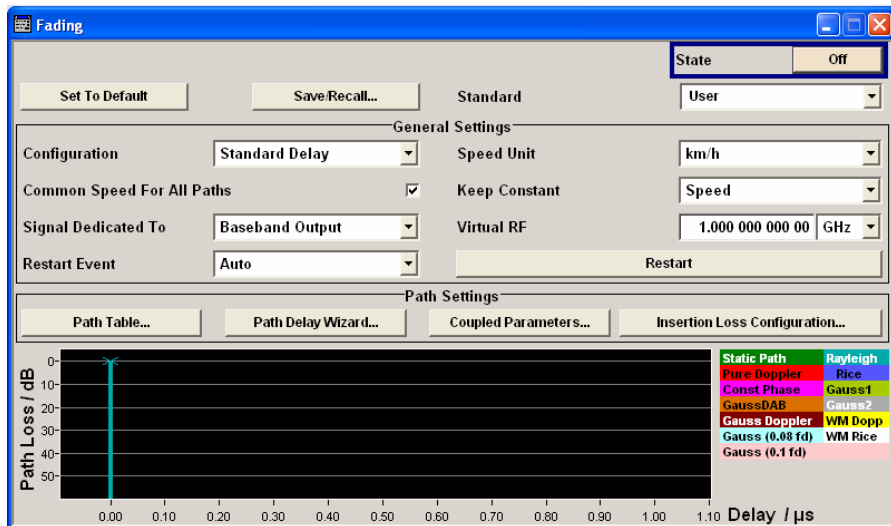 Fading
State Off
Set To Default Save/Recall... Standard User
General Settings
Configuration Standard Delay Speed Unit km/h
Common Speed For All Paths Keep Constant Speed
Signal Dedicated To Baseband Output Virtual RF 1.000 000 000 00 GHz
Restart Event Auto Restart
Path Settings
Path Table... Path Delay Wizard... Coupled Parameters... Insertion Loss Configuration...
Path Loss / dB
0
10
20
30
40
50
Static Path Rayleigh
Pure Doppler Rice
Const Phase Gauss1
GaussDAB Gauss2
Gauss Doppler WM Dopp
Gauss (0.08 fd) WM Rice
Gauss (0.1 fd)
0.00 0.10 0.20 0.30 0.40 0.50 0.60 0.70 0.80 0.90 1.00 1.10 Delay / µs